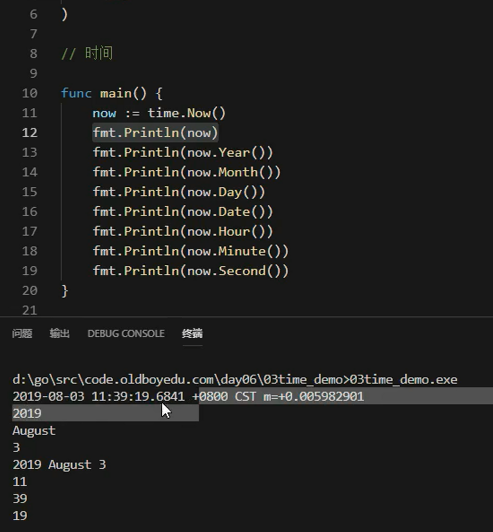 6 )
7
8 // 时间
9
10 func main() {
11 now := time.Now()
12 fmt.Println(now)
13 fmt.Println(now.Year())
14 fmt.Println(now.Month())
15 fmt.Println(now.Day())
16 fmt.Println(now.Date())
17 fmt.Println(now.Hour())
18 fmt.Println(now.Minute())
19 fmt.Println(now.Second())
20 }
21
问题 输出 DEBUG CONSOLE 终端
d:\go\src\code.oldboyedu.com\day06\03time_demo>03time_demo.exe
2019-08-03 11:39:19.6841 +0800 CST m=+0.005982901
2019
August
3
2019 August 3
11
39
19